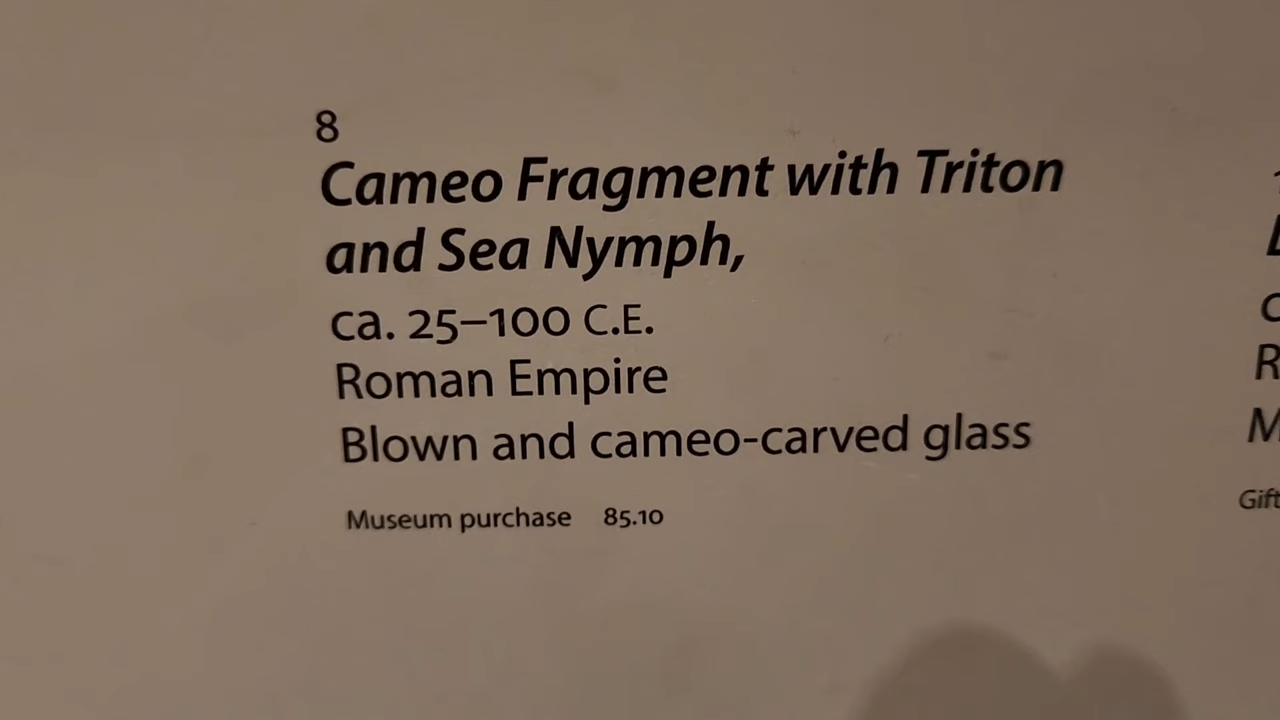 8
Cameo Fragment with Triton
and Sea Nymph,
ca. 25–100 C.E.
Roman Empire
Blown and cameo-carved glass
Museum purchase 85.10
Gift